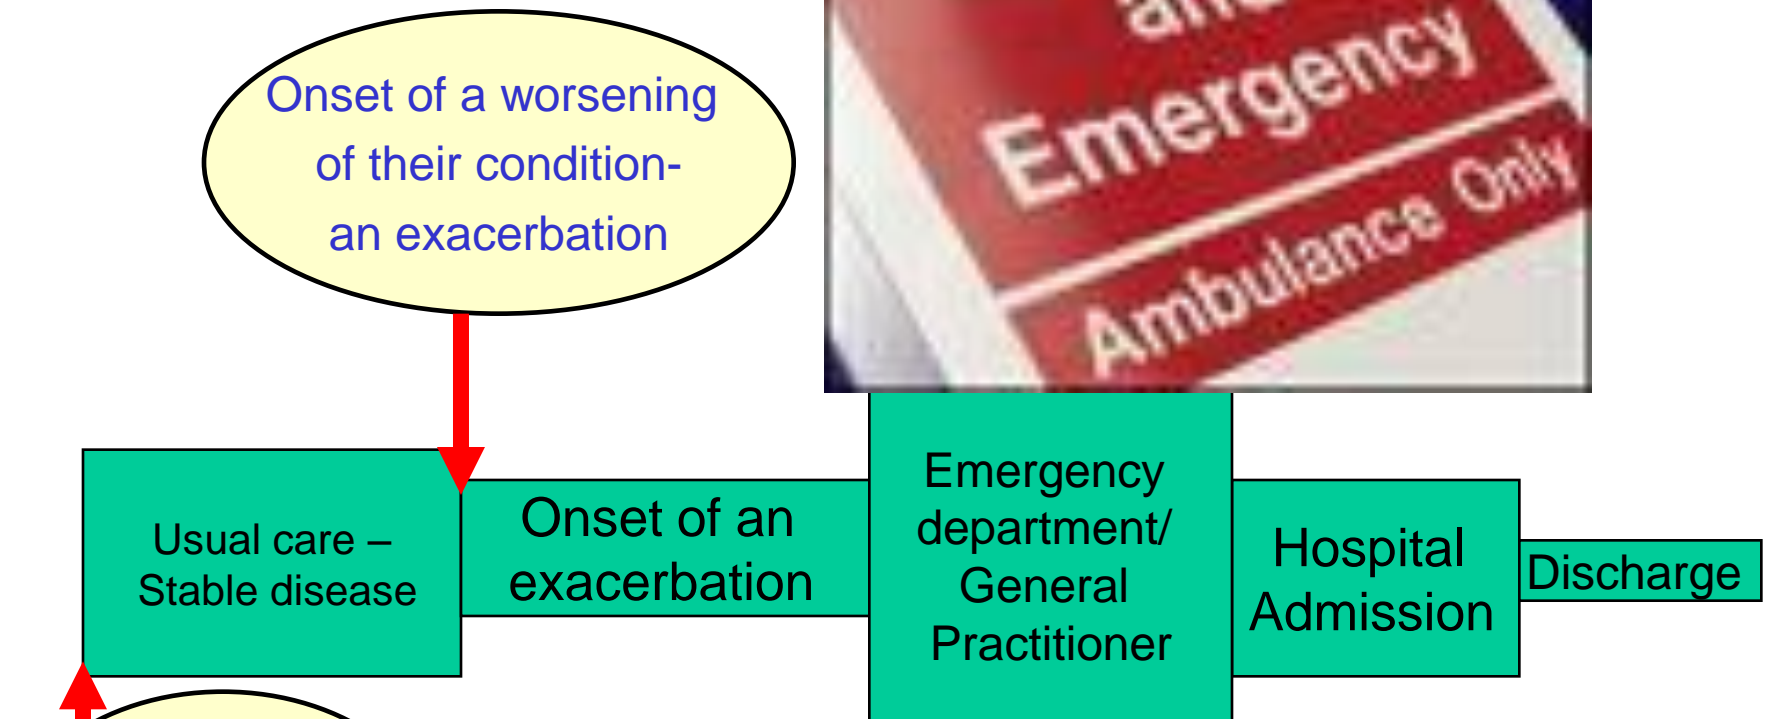 Onset of a worsening
of their condition-
an exacerbation
Emergency
Ambulance Only
Usual care –
Stable disease
Onset of an
exacerbation
Emergency
department/
General
Practitioner
Hospital
Admission
Discharge